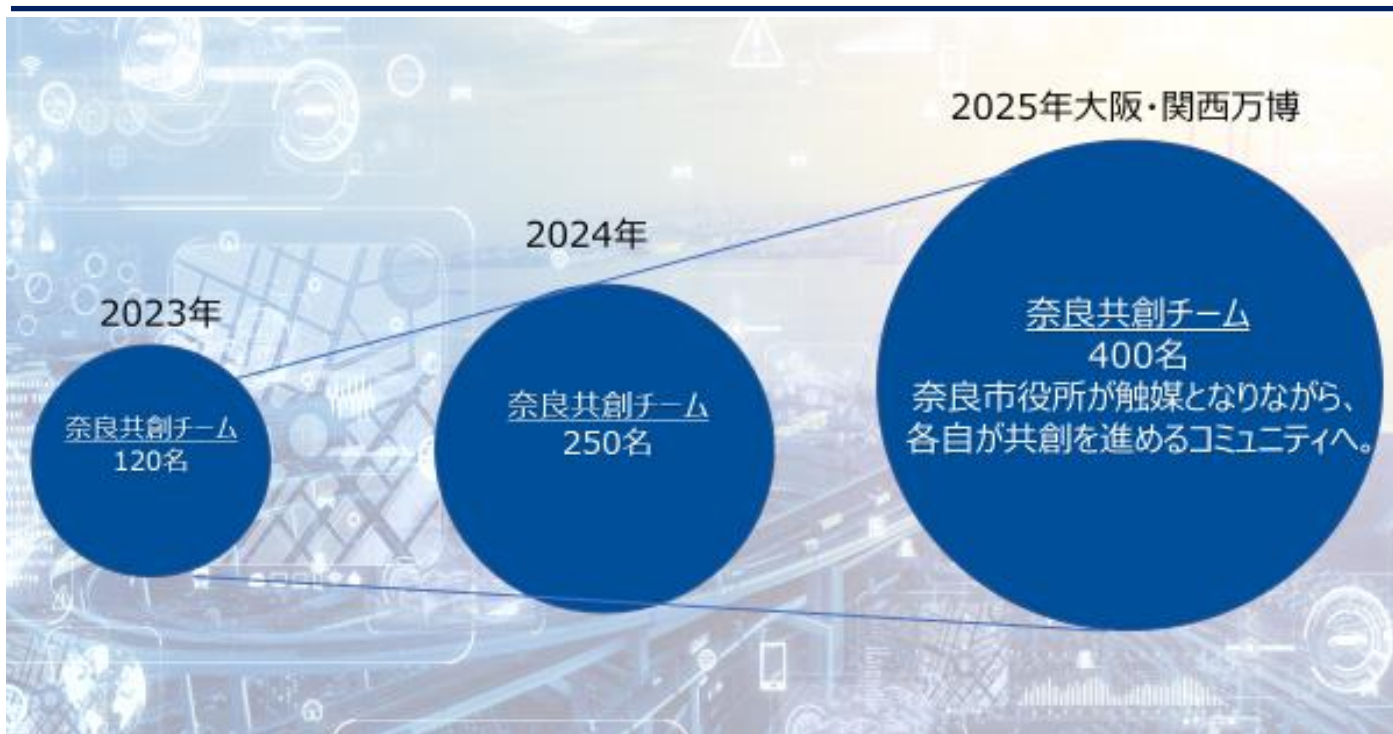 2023年
奈良共創チーム
120名
2024年
奈良共創チーム
250名
2025年大阪・関西万博
奈良共創チーム
400名
奈良市役所が触媒となりながら、
各自が共創を進めるコミュニティへ。